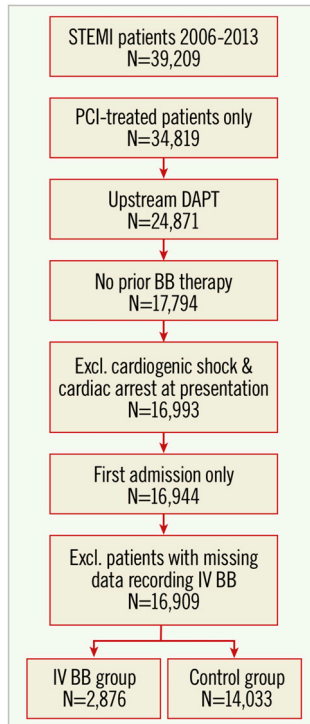 STEMI patients 2006-2013
N=39,209
PCI-treated patients only
N=34,819
Upstream DAPT
N=24,871
No prior BB therapy
N=17,794
Excl. cardiogenic shock &
cardiac arrest at presentation
N=16,993
First admission only
N=16,944
Excl. patients with missing
data recording IV BB
N=16,909
IV BB group
N=2,876
Control group
N=14,033